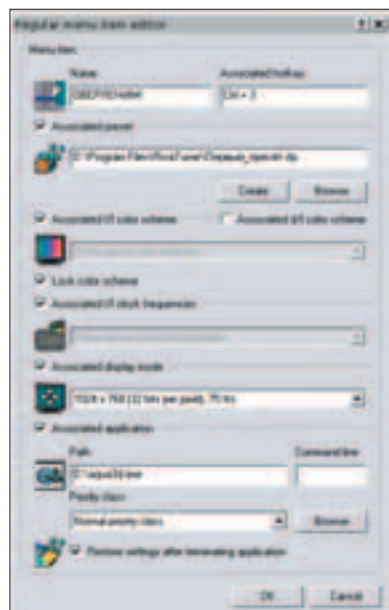 Regular menu item editor
Menu item
Name
Associated hotkey
Ctrl + 3
Associated preset
Create
Browse
Associated I/I color scheme
Associated I/I color scheme
Lock color scheme
Associated I/I clock frequencies
Associated display mode
1024 x 768 (32 bits per pixel), 75 Hz
Associated application
Path
Command line
Priority class
Normal priority class
Browse
Restore settings after terminating application
OK
Cancel